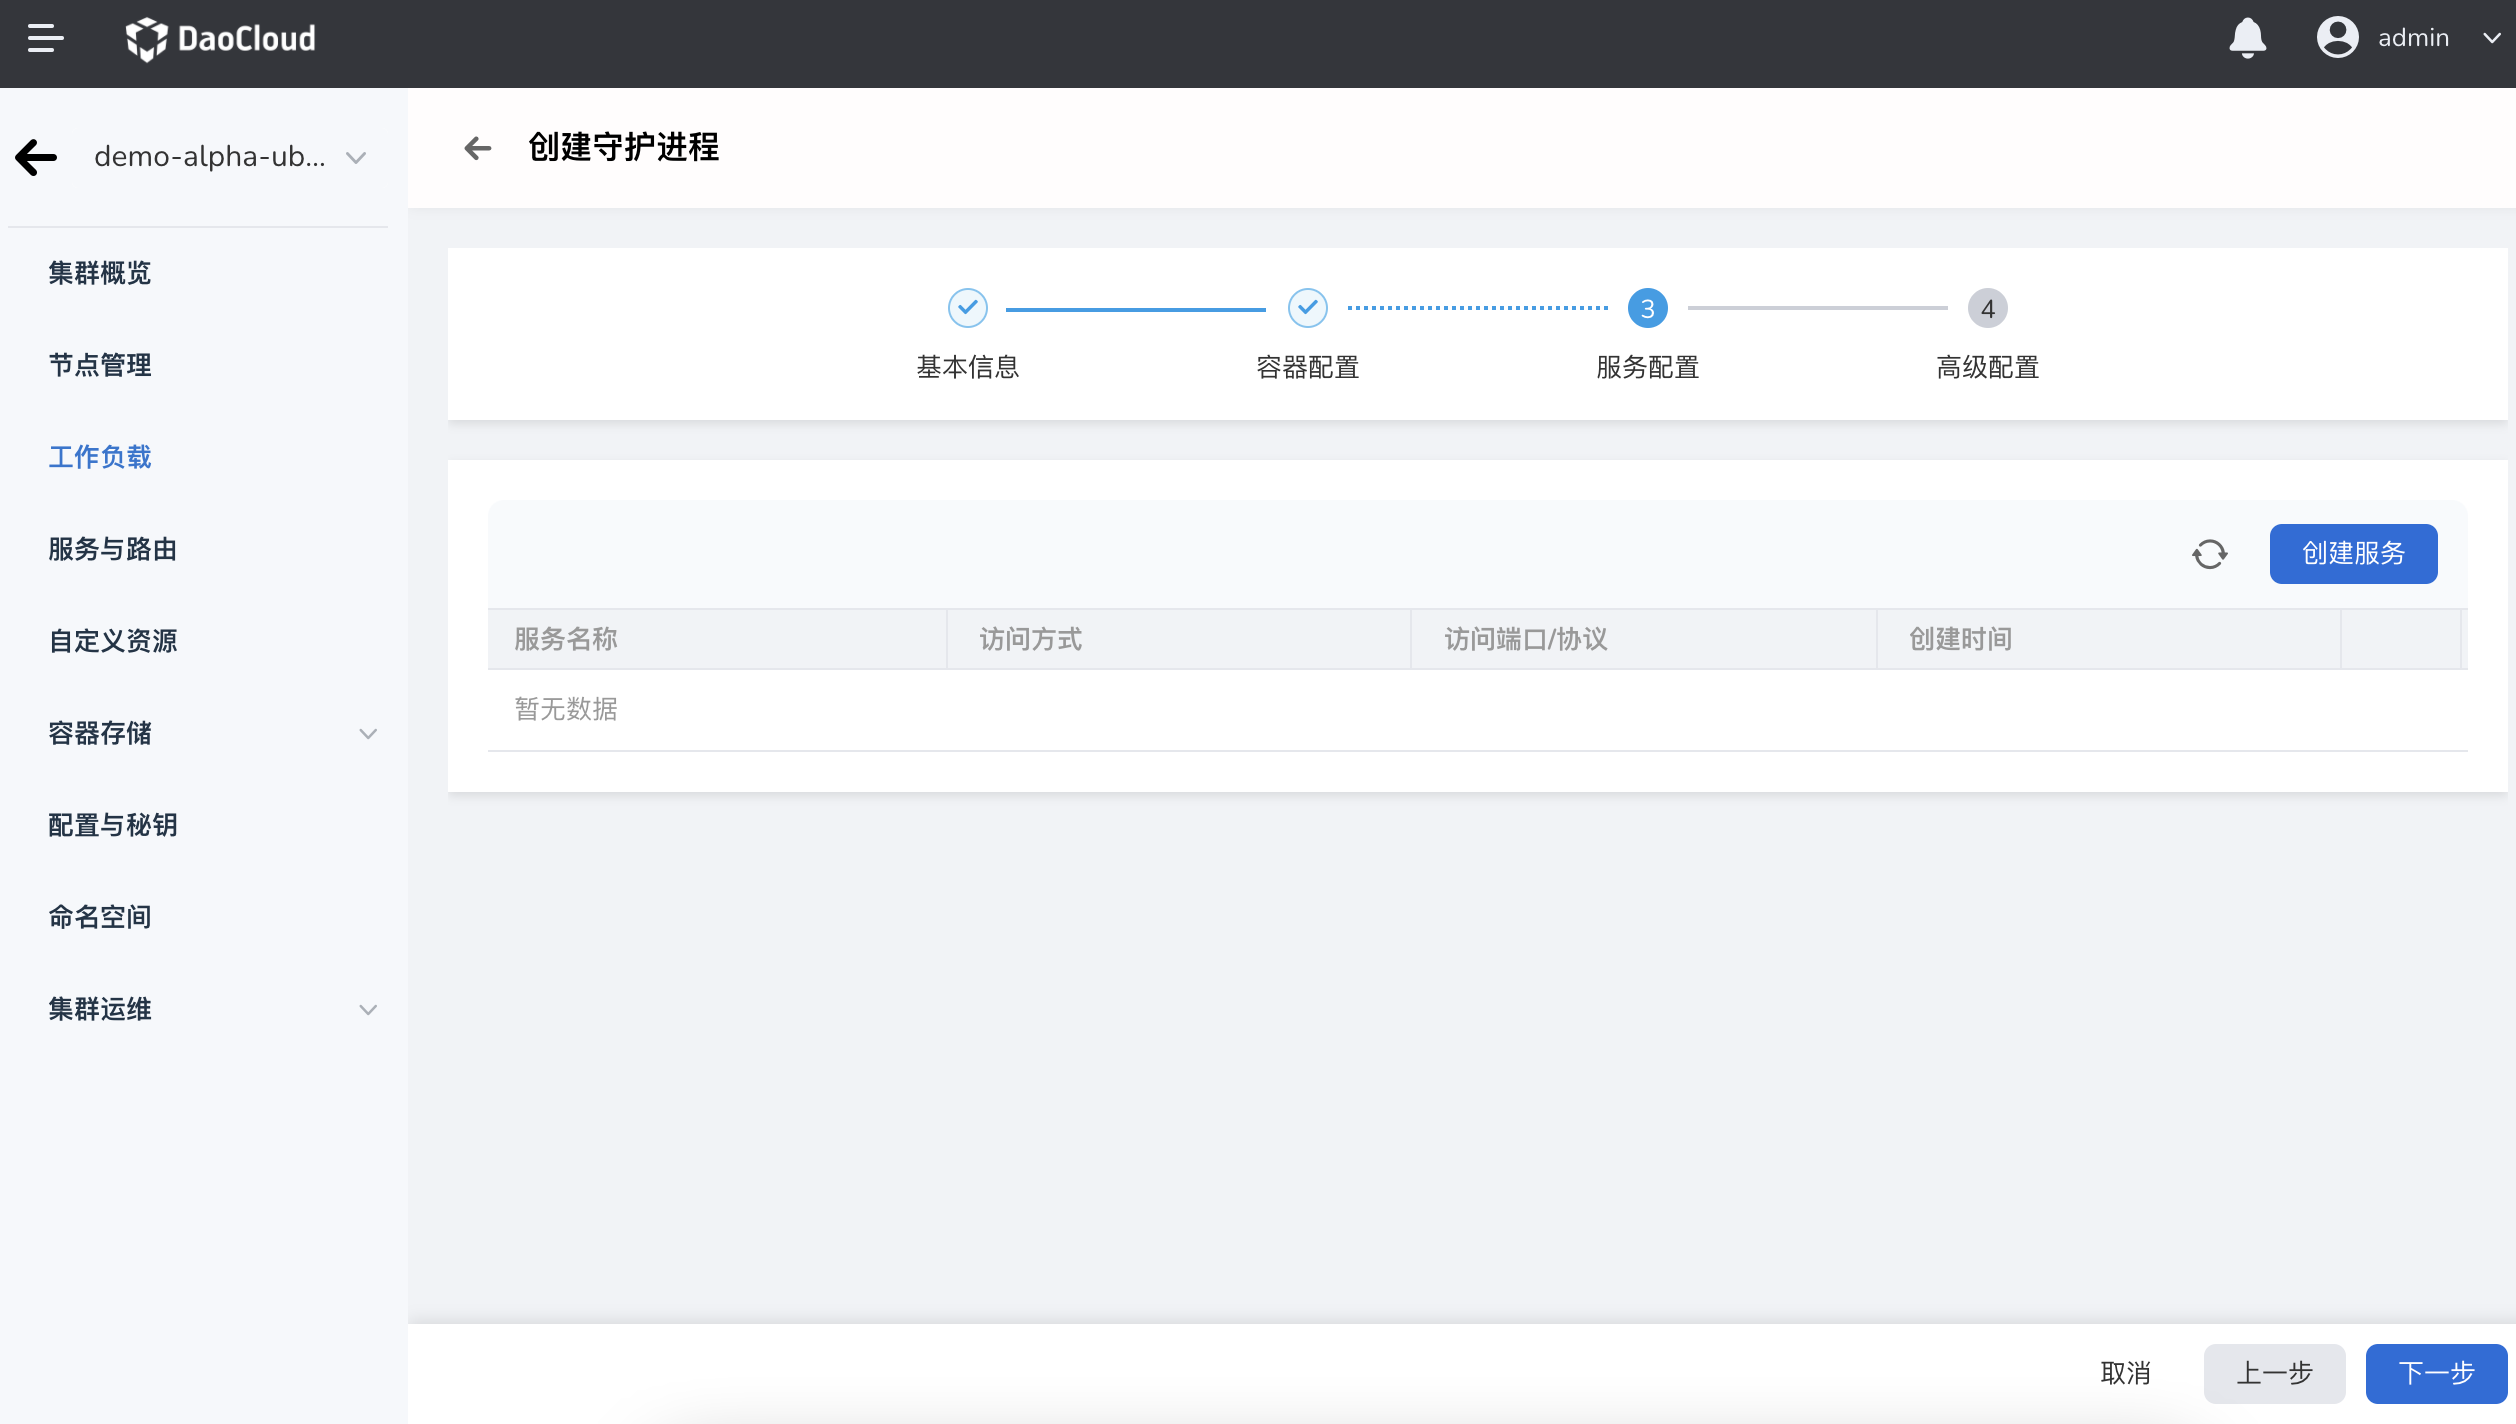 DaoCloud
admin
demo-alpha-ub...
创建守护进程
集群概览
节点管理
工作负载
服务与路由
自定义资源
容器存储
配置与秘钥
命名空间
集群运维
3
4
基本信息
容器配置
服务配置
高级配置
创建服务
服务名称
访问方式
访问端口/协议
创建时间
暂无数据
取消
上一步
下一步